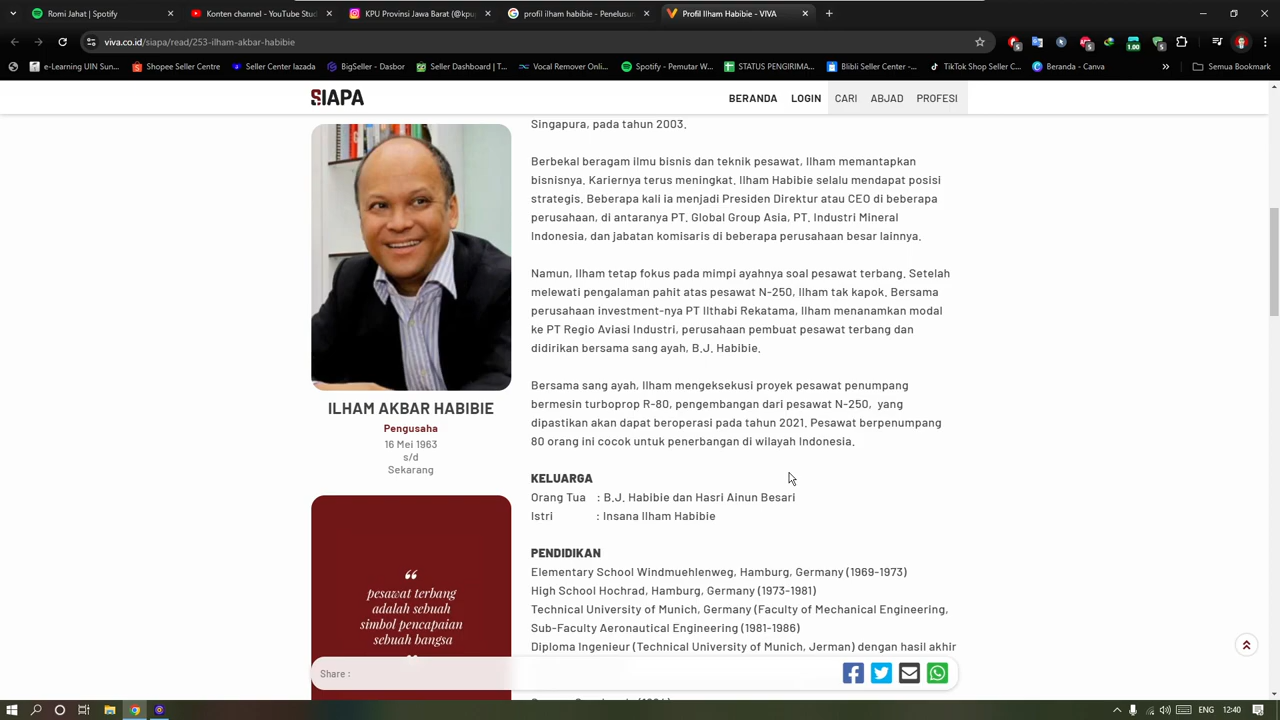 Romi Jahat | Spotify
Konten channel - YouTube Stud
KPU Provinsi Jawa Barat (@kpu
profil ilham habibie - Penelusur
Profil Ilham Habibie - VIVA
viva.co.id/siapa/read/253-ilham-akbar-habibie
e-Learning UIN Sun...
Shopee Seller Centre
Seller Center lazada
BigSeller - Dasbor
Seller Dashboard | T...
Vocal Remover Onli...
Spotify - Pemutar W...
STATUS PENGIRIMA...
Blibli Seller Center -...
TikTok Shop Seller C...
Beranda - Canva
Semua Bookmark
SIAPA
BERANDA LOGIN CARI ABJAD PROFESI
Singapura, pada tahun 2003.
Berbekal beragam ilmu bisnis dan teknik pesawat, Ilham memantapkan
bisnisnya. Kariernya terus meningkat. Ilham Habibie selalu mendapat posisi
strategis. Beberapa kali ia menjadi Presiden Direktur atau CEO di beberapa
perusahaan, di antaranya PT. Global Group Asia, PT. Industri Mineral
Indonesia, dan jabatan komisaris di beberapa perusahaan besar lainnya.
Namun, Ilham tetap fokus pada mimpi ayahnya soal pesawat terbang. Setelah
melewati pengalaman pahit atas pesawat N-250, Ilham tak kapok. Bersama
perusahaan investment-nya PT Ilthabi Rekatama, Ilham menanamkan modal
ke PT Regio Aviasi Industri, perusahaan pembuat pesawat terbang dan
didirikan bersama sang ayah, B.J. Habibie.
Bersama sang ayah, Ilham mengeksekusi proyek pesawat penumpang
bermesin turboprop R-80, pengembangan dari pesawat N-250, yang
dipastikan akan dapat beroperasi pada tahun 2021. Pesawat berpenumpang
80 orang ini cocok untuk penerbangan di wilayah Indonesia.
KELUARGA
Orang Tua : B.J. Habibie dan Hasri Ainun Besari
Istri : Insana Ilham Habibie
PENDIDIKAN
Elementary School Windmuehlenweg, Hamburg, Germany (1969-1973)
High School Hochrad, Hamburg, Germany (1973-1981)
Technical University of Munich, Germany (Faculty of Mechanical Engineering,
Sub-Faculty Aeronautical Engineering (1981-1986)
Diploma Ingenieur (Technical University of Munich, Jerman) dengan hasil akhir
ILHAM AKBAR HABIBIE
Pengusaha
16 Mei 1963
s/d
Sekarang
“
pesawat terbang
adalah sebuah
simbol pencapaian
sebuah bangsa
Share :
12:40